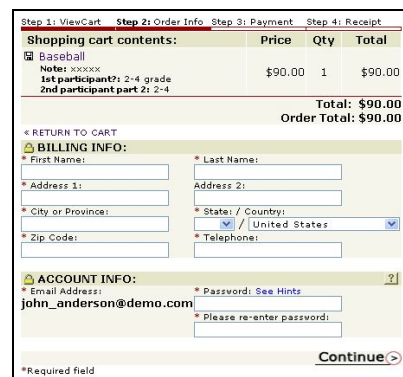 Step 1: ViewCart Step 2: Order Info Step 3: Payment Step 4: Receipt
Shopping cart contents: Price Qty Total
Baseball
Note: xxxxx
1st participant?: 2-4 grade
2nd participant part 2: 2-4
$90.00 1 $90.00
Total: $90.00
Order Total: $90.00
« RETURN TO CART
BILLING INFO:
* First Name: * Last Name:
* Address 1: Address 2:
* City or Province: * State: / Country:
/ United States
* Zip Code: * Telephone:
ACCOUNT INFO: ?
* Email Address: * Password: See Hints
john_anderson@demo.com
* Please re-enter password:
Continue >
*Required field